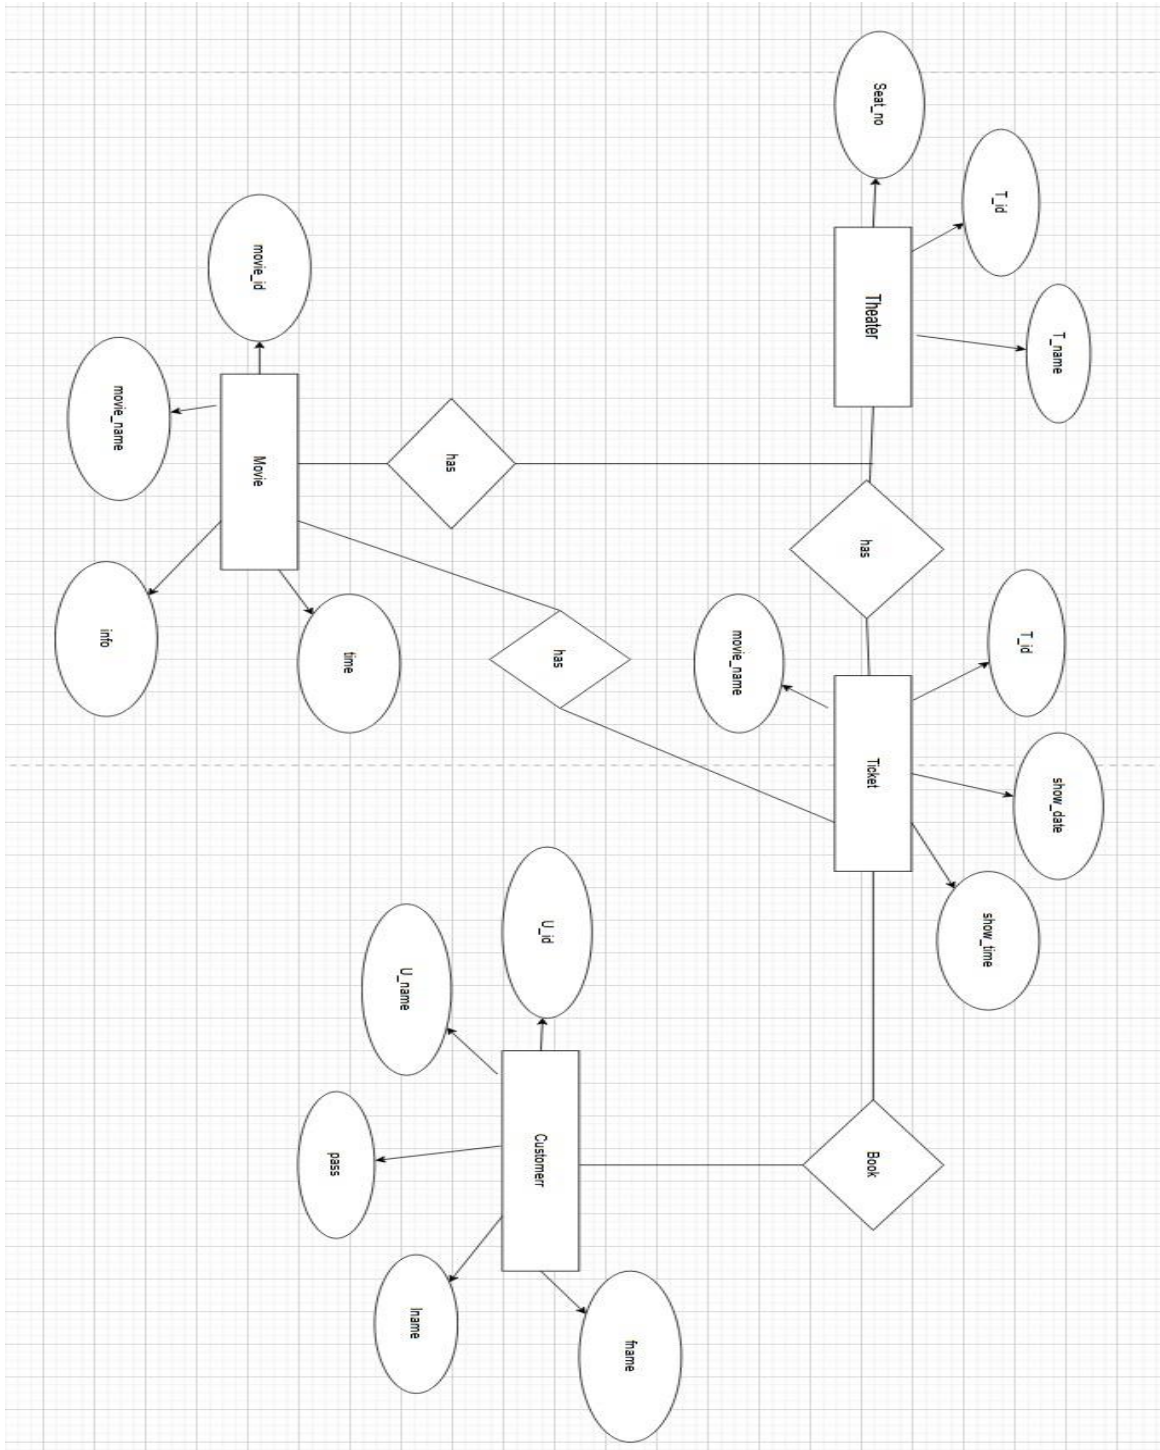 T_name
show_date
T_id
T_id
show_time
Seat_no
Theater
has
Ticket
Book
movie_name
fname
has
U_id
Customerr
has
U_name
lname
time
pass
movie_id
Movie
movie_name
info